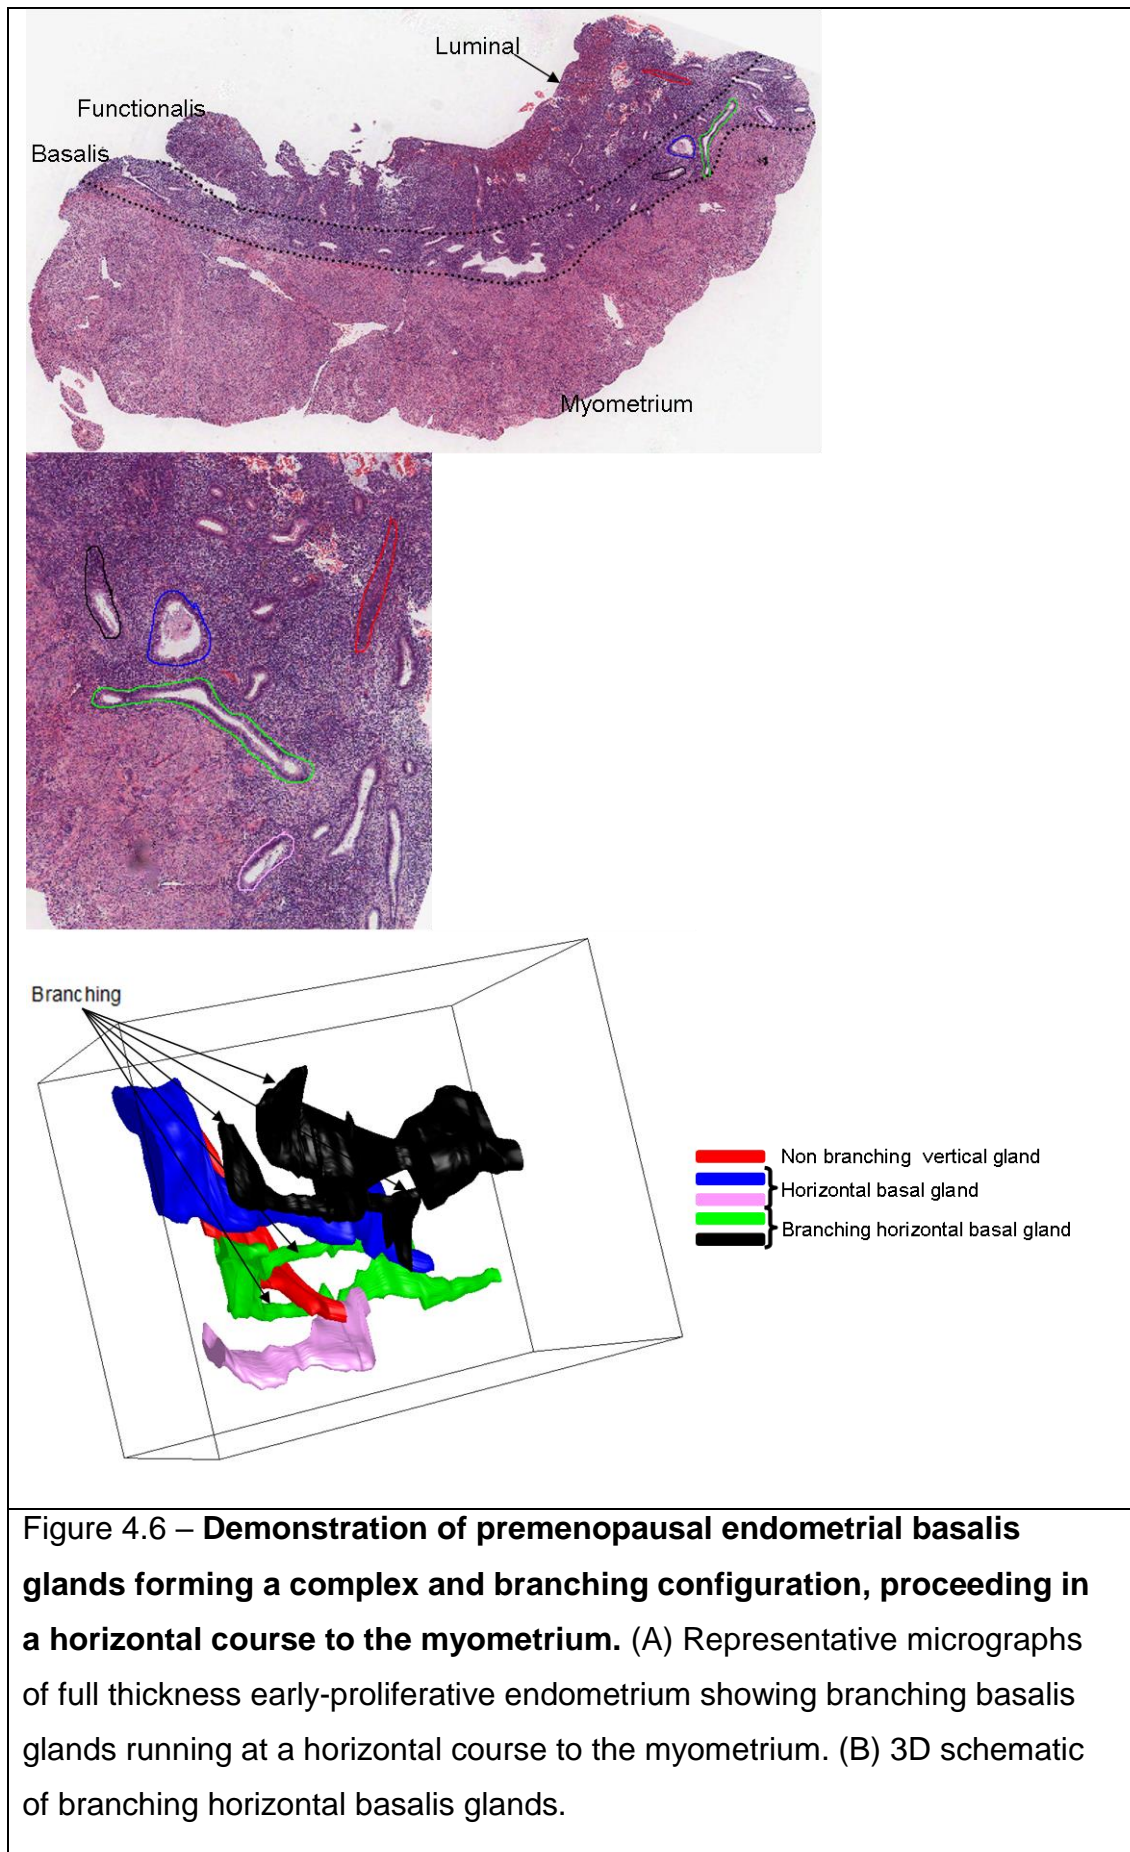 Luminal
Functionalis
Basalis
Myometrium
Branching
Non branching vertical gland
Horizontal basal gland
Branching horizontal basal gland
Figure 4.6 – Demonstration of premenopausal endometrial basalis
glands forming a complex and branching configuration, proceeding in
a horizontal course to the myometrium. (A) Representative micrographs
of full thickness early-proliferative endometrium showing branching basalis
glands running at a horizontal course to the myometrium. (B) 3D schematic
of branching horizontal basalis glands.